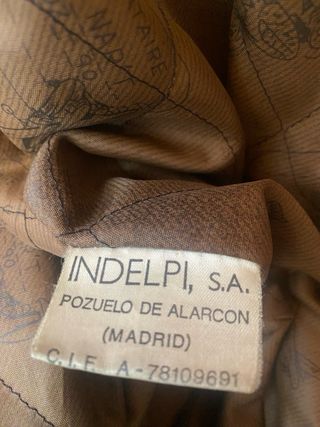 INDELPI, S.A.
POZUELO DE ALARCON
(MADRID)
C.I.F. A-78109691